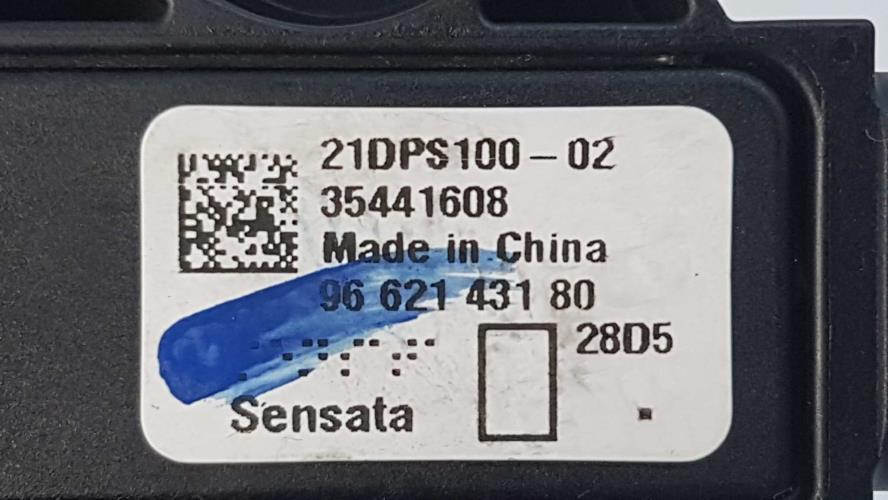 21DPS100-02
35441608
Made in China
96 621 431 80
28D5
Sensata